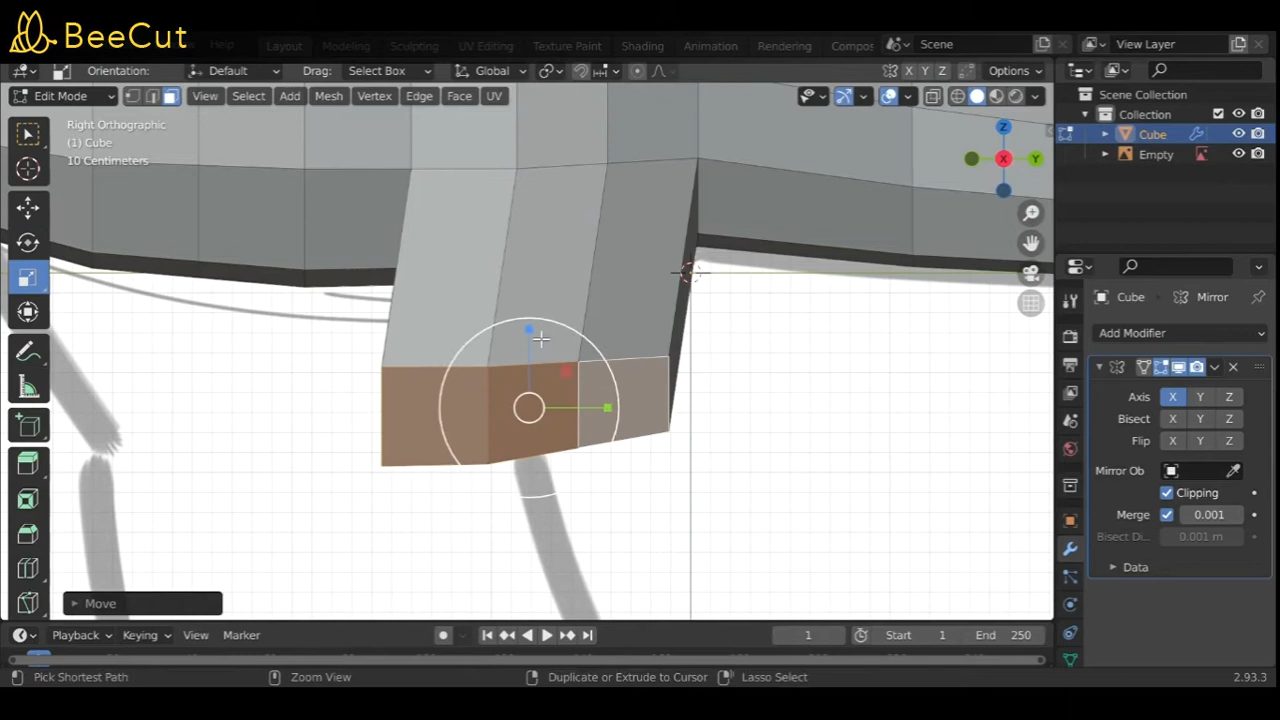 BeeCut
Help Layout Modeling Sculpting UV Editing Texture Paint Shading Animation Rendering Compos Scene View Layer
Orientation: Default Drag: Select Box Global X Y Z Options
Edit Mode View Select Add Mesh Vertex Edge Face UV
Right Orthographic
(1) Cube
10 Centimeters
Z
X
Y
Scene Collection
Collection
Cube
Empty
Cube Mirror
Add Modifier
Axis X Y Z
Bisect X Y Z
Flip X Y Z
Mirror Ob
Clipping
Merge 0.001
Bisect Di... 0.001 m
Data
Move
Playback Keying View Marker 1 Start 1 End 250
Pick Shortest Path Zoom View Duplicate or Extrude to Cursor Lasso Select 2.93.3